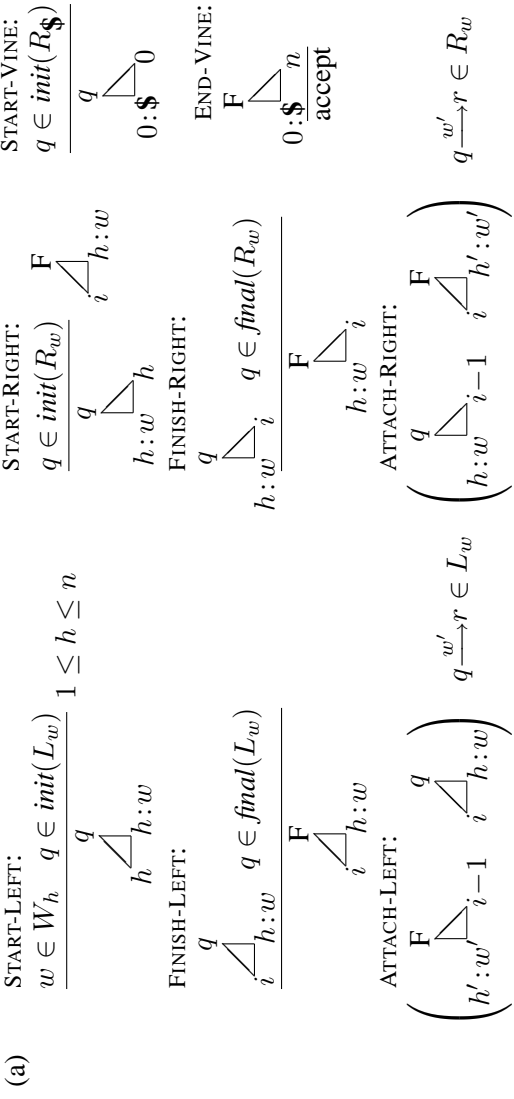 (a)
START-LEFT:
w ∈ W_h q ∈ init(L_w)
1 ≤ h ≤ n
q
h h : w
START-RIGHT:
q ∈ init(R_w)
F
i h : w
q
h : w h
START-VINE:
q ∈ init(R_$)
q
0 : $ 0
FINISH-LEFT:
q
i h : w q ∈ final(L_w)
F
i h : w
FINISH-RIGHT:
q
h : w i q ∈ final(R_w)
F
h : w i
END-VINE:
F
0 : $ n
accept
ATTACH-LEFT:
F q
( h′ : w′ i−1 i h : w ) q —w′→ r ∈ L_w
ATTACH-RIGHT:
q F
( h : w i−1 i h′ : w′ ) q —w′→ r ∈ R_w